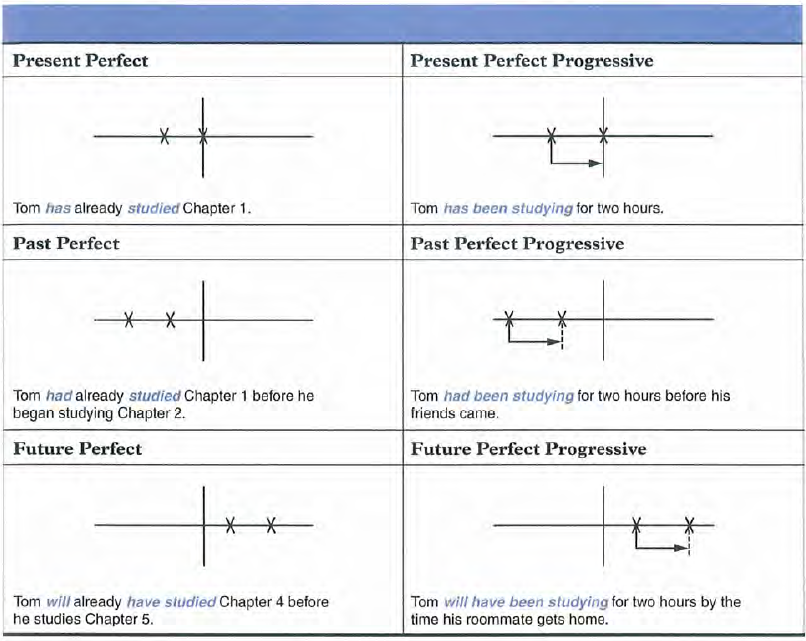 Present Perfect
Present Perfect Progressive
Tom has already studied Chapter 1.
Tom has been studying for two hours.
Past Perfect
Past Perfect Progressive
Tom had already studied Chapter 1 before he
began studying Chapter 2.
Tom had been studying for two hours before his
friends came.
Future Perfect
Future Perfect Progressive
Tom will already have studied Chapter 4 before
he studies Chapter 5.
Tom will have been studying for two hours by the
time his roommate gets home.